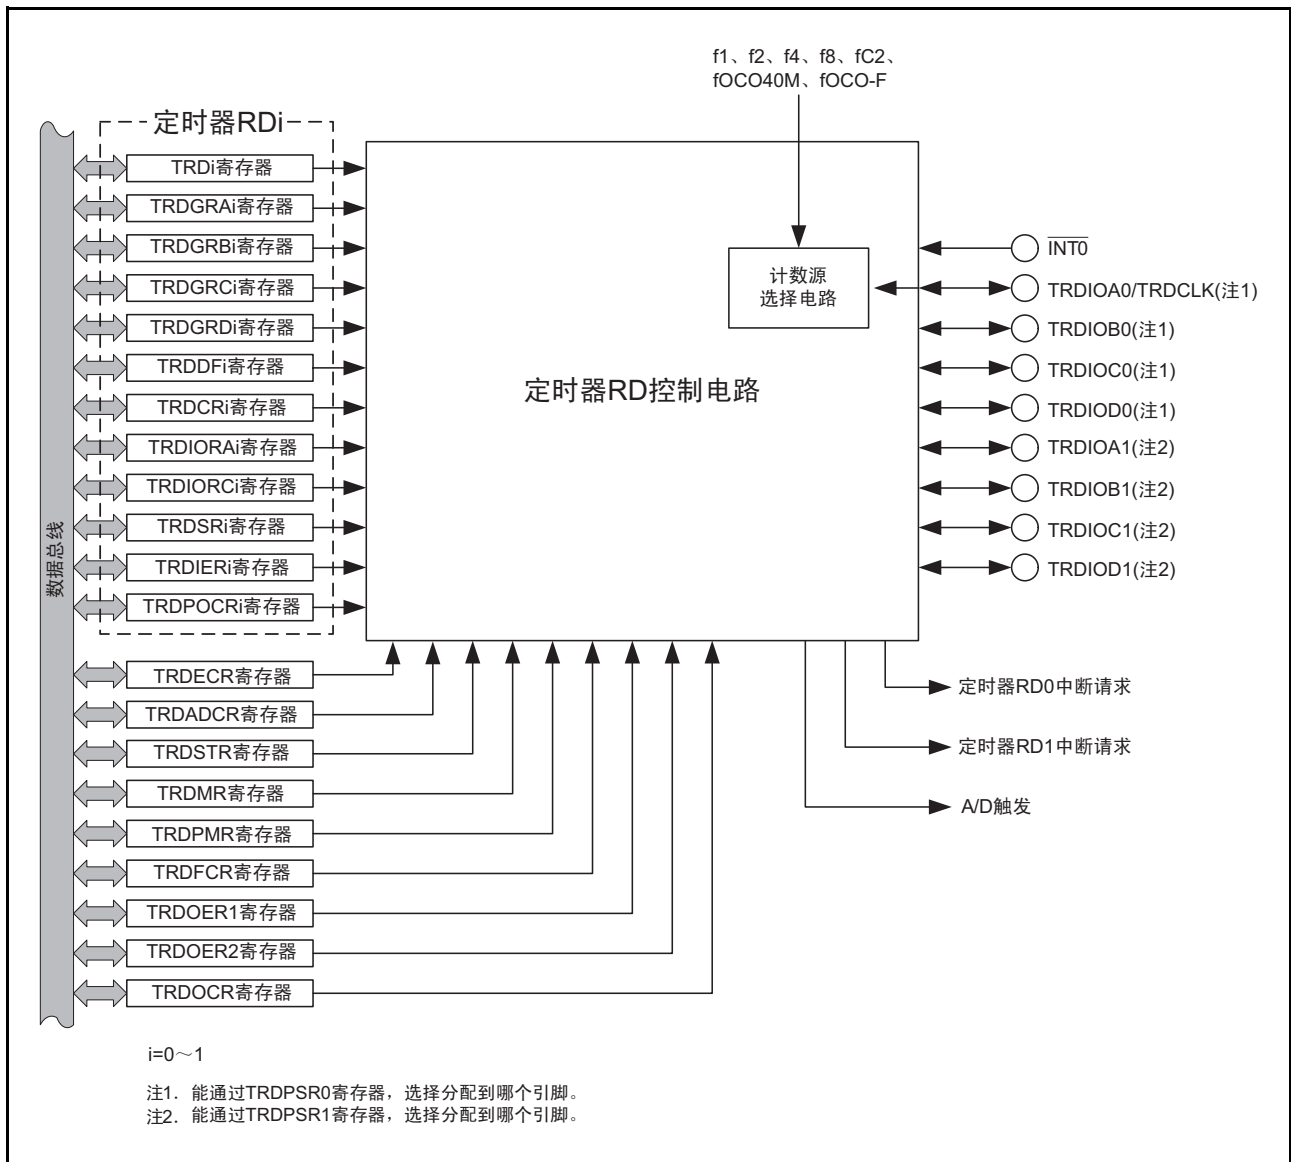 f1、f2、f4、f8、fC2、
fOCO40M、fOCO-F
定时器RDi
TRDi寄存器
TRDGRAi寄存器
TRDGRBi寄存器
TRDGRCi寄存器
TRDGRDi寄存器
TRDDFi寄存器
TRDCRi寄存器
TRDIORAi寄存器
TRDIORCi寄存器
TRDSRi寄存器
TRDIERi寄存器
TRDPOCRi寄存器
数据总线
计数源
选择电路
定时器RD控制电路
INT0
TRDIOA0/TRDCLK(注1)
TRDIOB0(注1)
TRDIOC0(注1)
TRDIOD0(注1)
TRDIOA1(注2)
TRDIOB1(注2)
TRDIOC1(注2)
TRDIOD1(注2)
TRDECR寄存器
TRDADCR寄存器
TRDSTR寄存器
TRDMR寄存器
TRDPMR寄存器
TRDFCR寄存器
TRDOER1寄存器
TRDOER2寄存器
TRDOCR寄存器
定时器RD0中断请求
定时器RD1中断请求
A/D触发
i=0～1
注1. 能通过TRDPSR0寄存器，选择分配到哪个引脚。
注2. 能通过TRDPSR1寄存器，选择分配到哪个引脚。